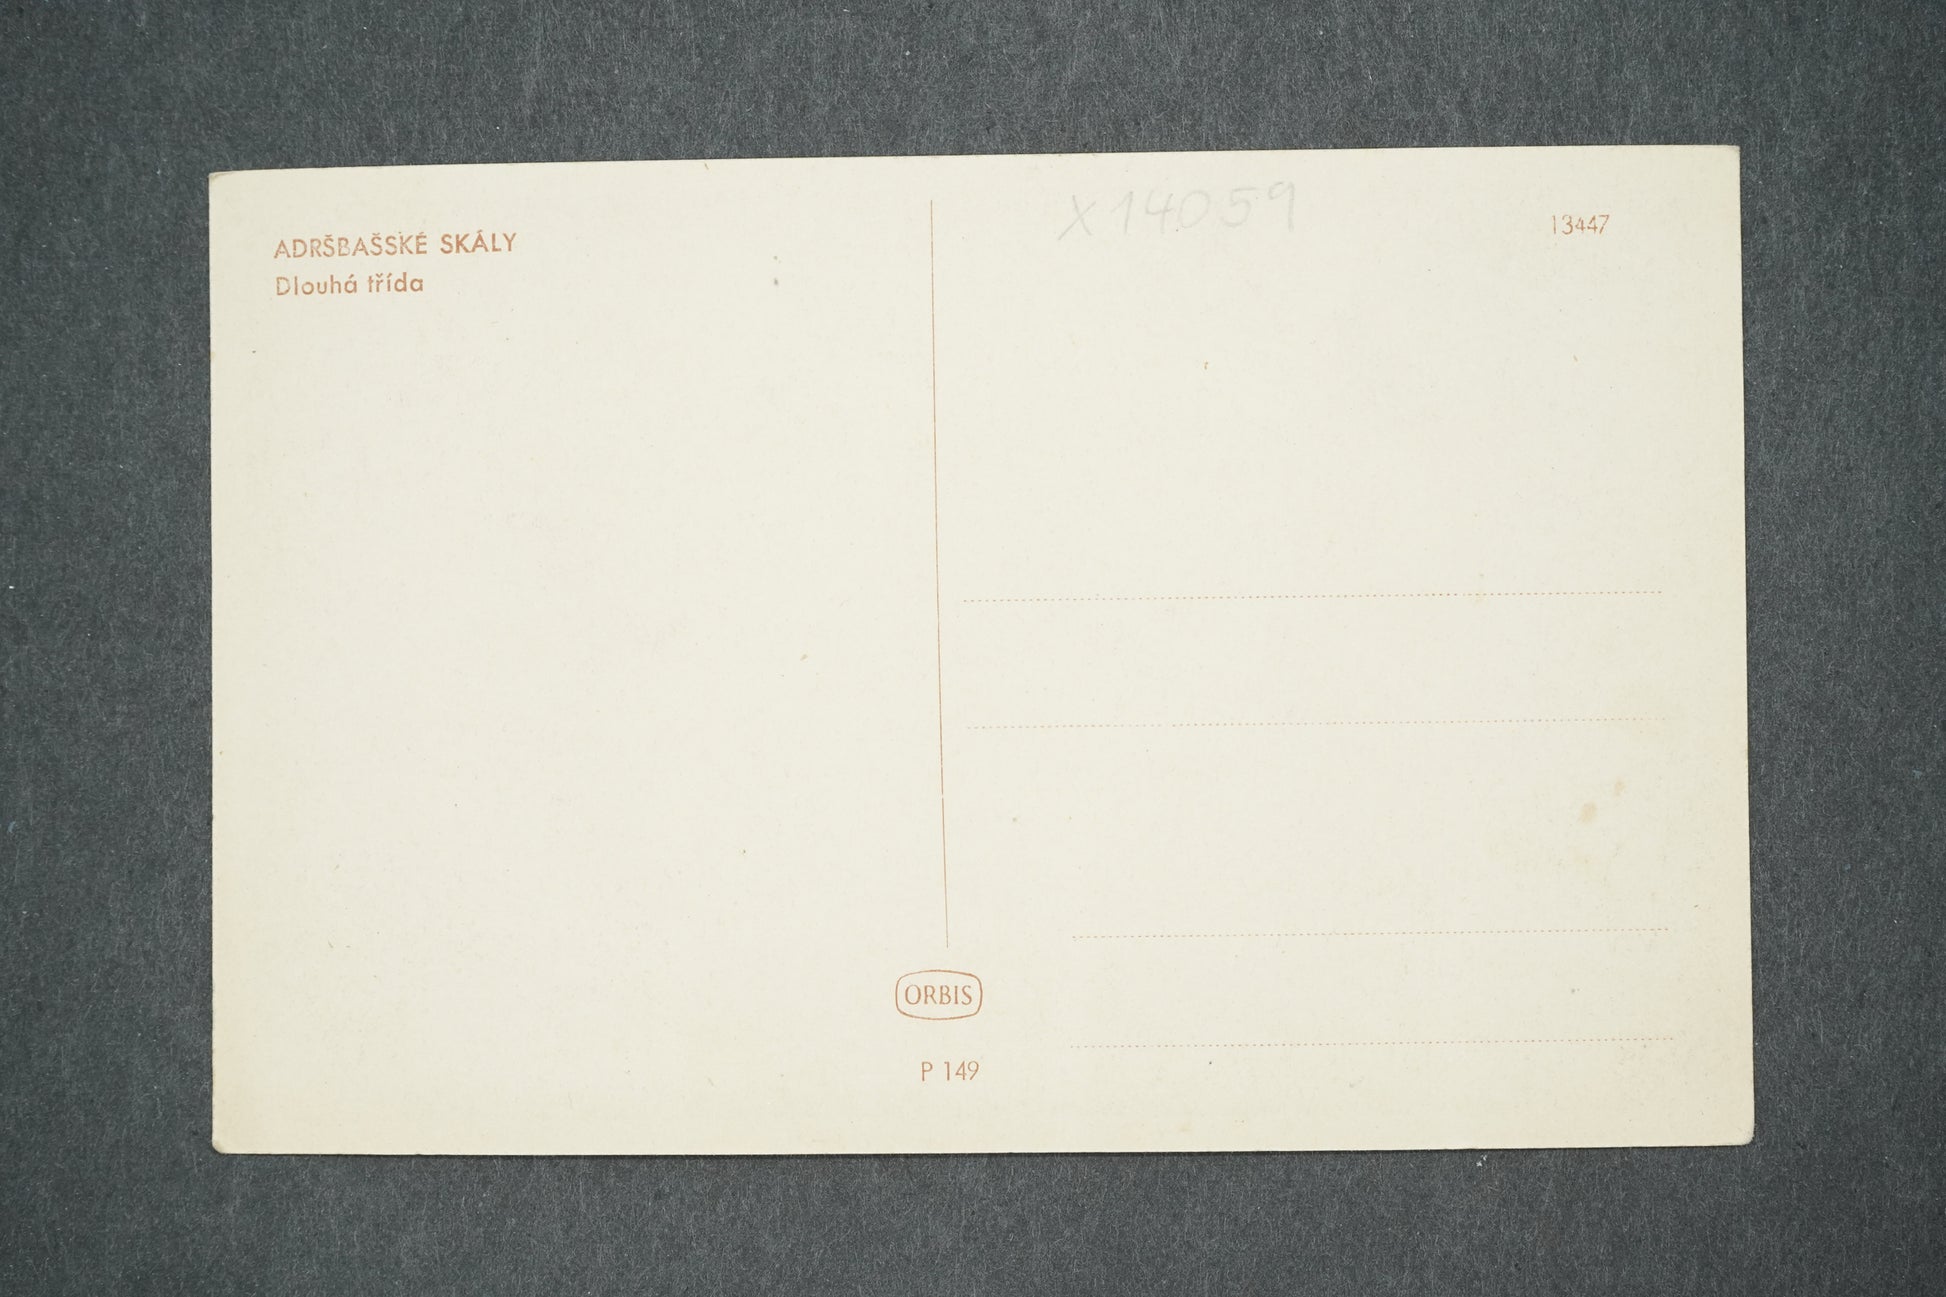 ADRŠBAŠSKÉ SKÁLY
Dlouhá třída
X14059
13447
ORBIS
P 149